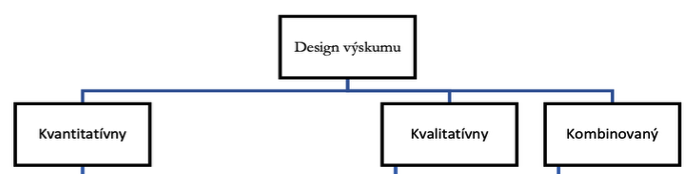 Design výskumu
Kvantitatívny
Kvalitatívny
Kombinovaný